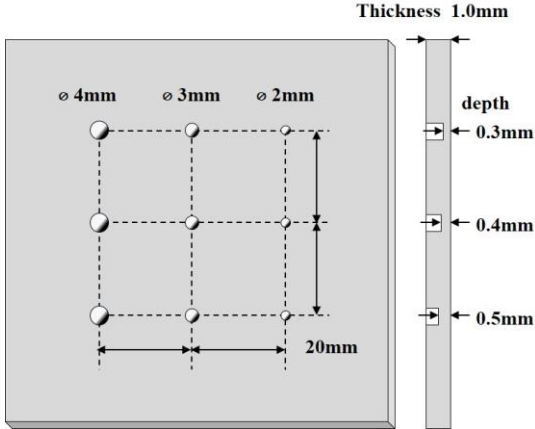 Thickness 1.0mm
⌀ 4mm ⌀ 3mm ⌀ 2mm
depth
0.3mm
0.4mm
0.5mm
20mm